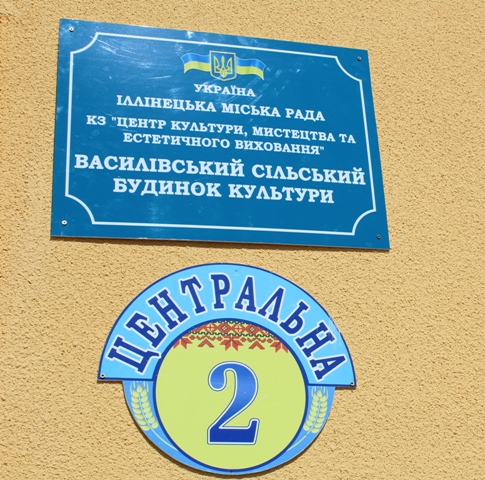 УКРАЇНА
ІЛЛІНЕЦЬКА МІСЬКА РАДА
КЗ "ЦЕНТР КУЛЬТУРИ, МИСТЕЦТВА ТА
ЕСТЕТИЧНОГО ВИХОВАННЯ"
ВАСИЛІВСЬКИЙ СІЛЬСЬКИЙ
БУДИНОК КУЛЬТУРИ
ЦЕНТРАЛЬНА
2